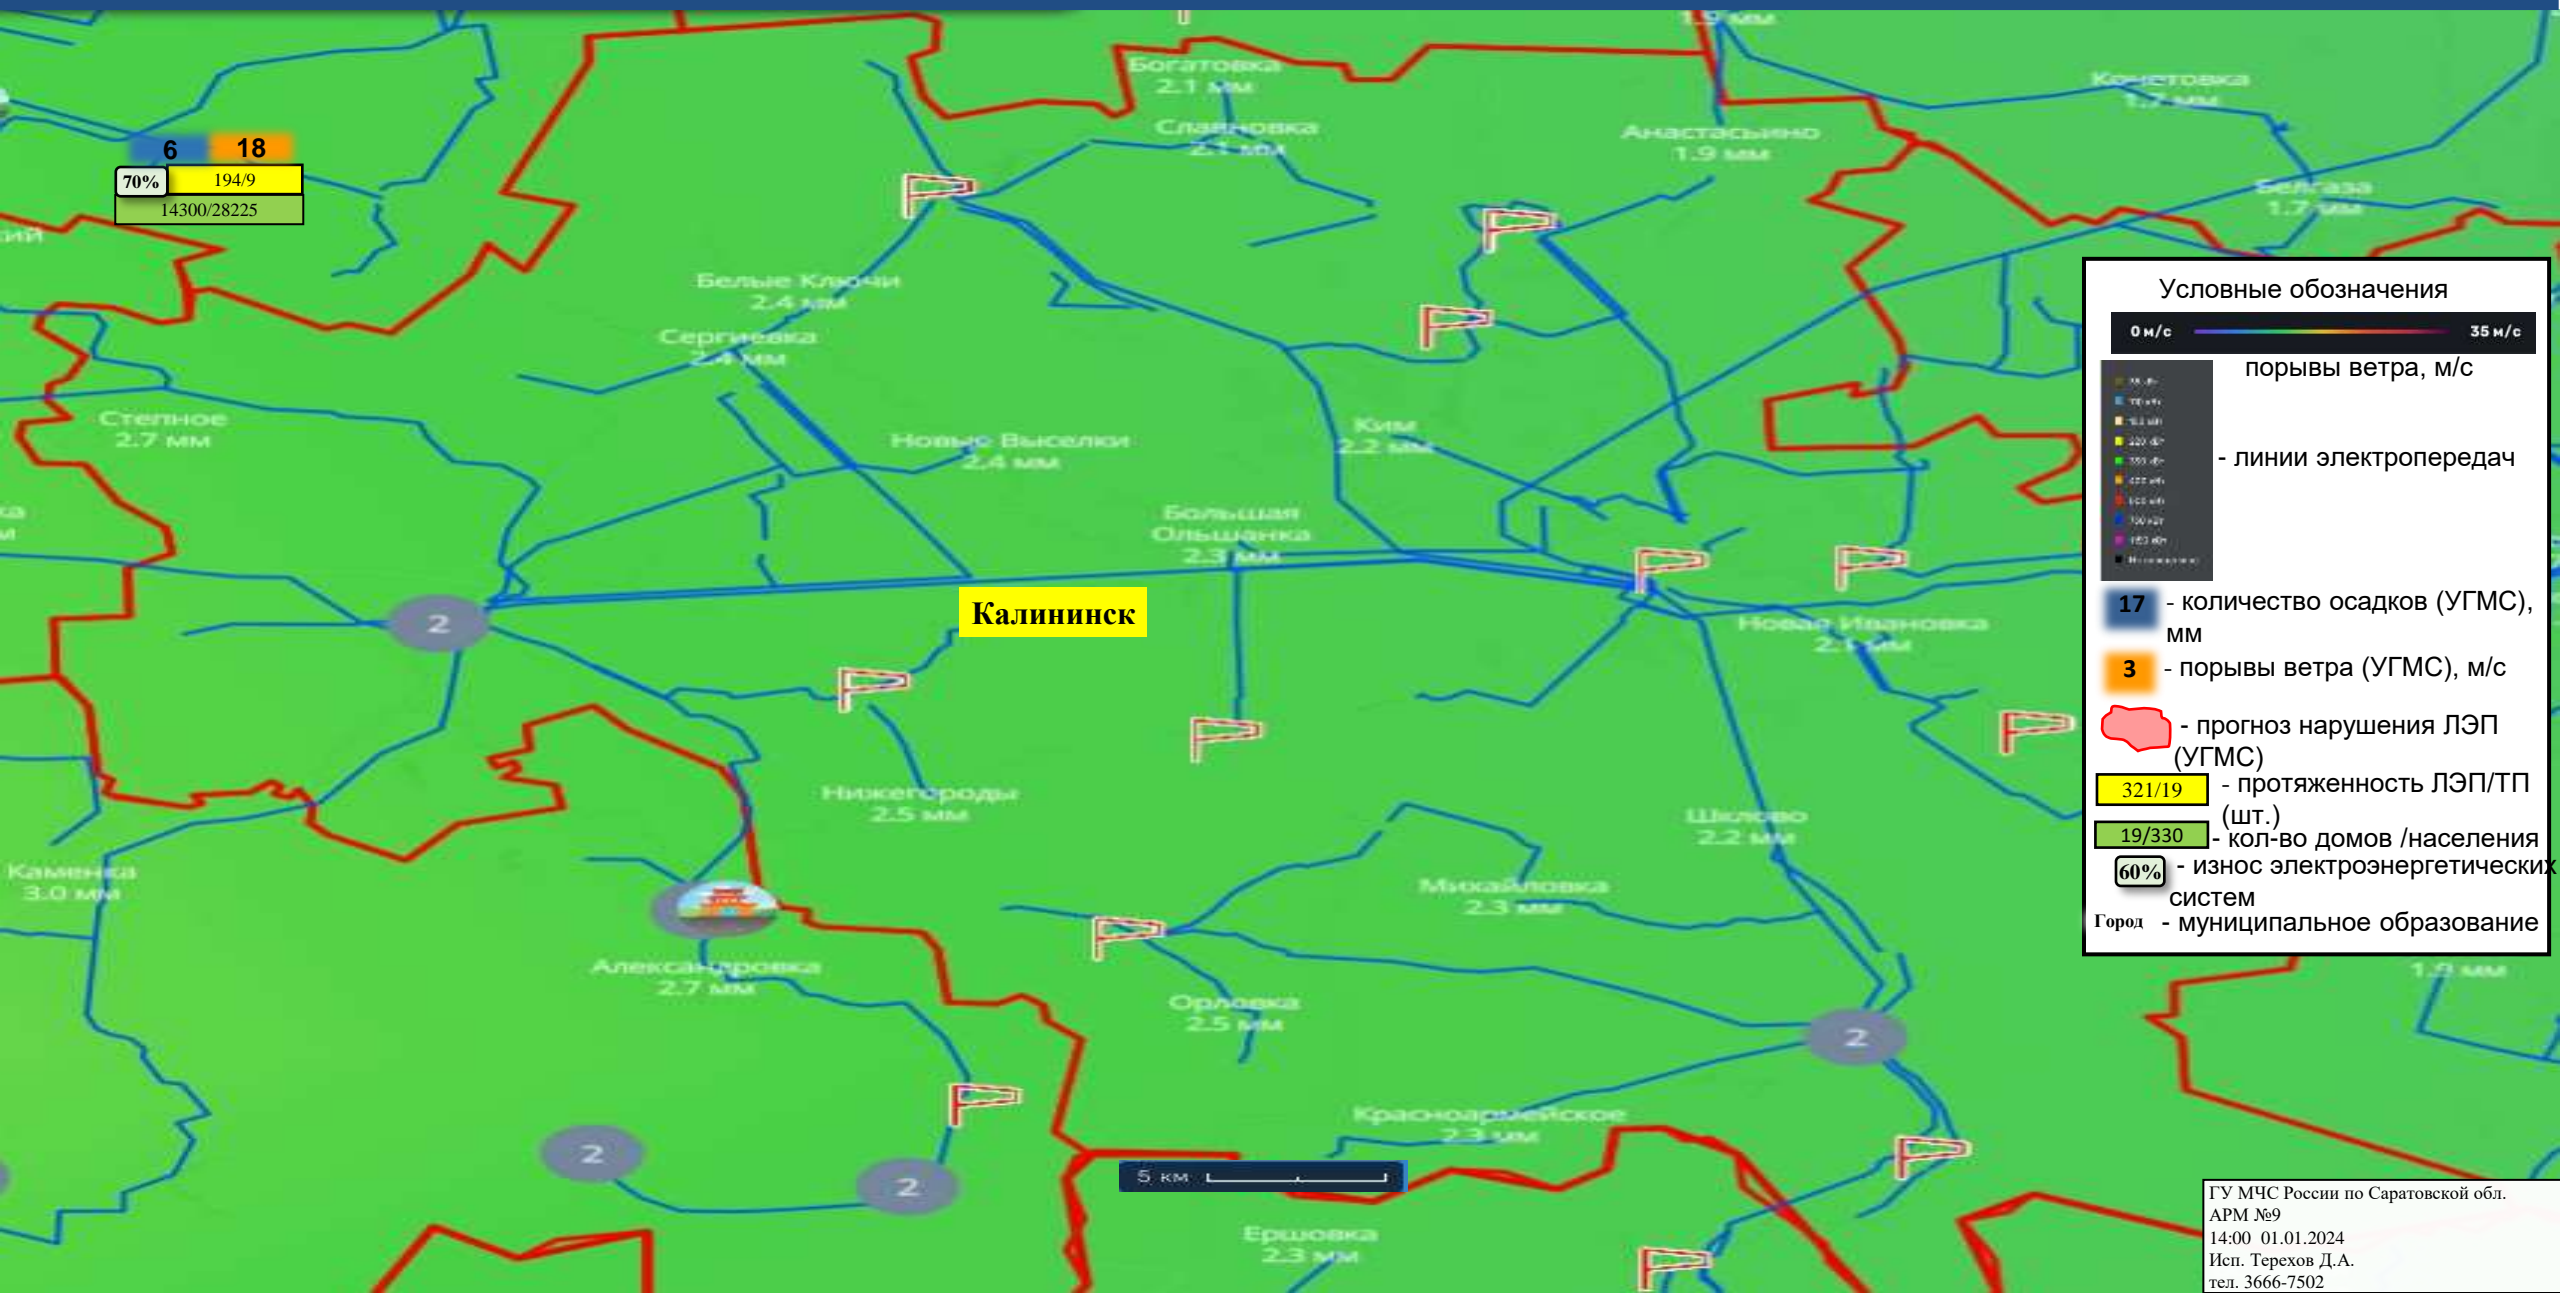 1.9 мм
Богатовка
2.1 мм
Кочетовка
1.7 мм
Славновка
2.1 мм
Анастасьино
1.9 мм
6 18
70% 194/9
14300/28225
Белгаза
1.7 мм
кий
Белые Ключи
2.4 мм
Сергиевка
2.4 мм
Степное
2.7 мм
Новые Выселки
2.4 мм
Ким
2.2 мм
Большая
Ольшанка
2.3 мм
ка
Калининск
2
Новая Ивановка
2.1 мм
Нижегороды
2.5 мм
Шклово
2.2 мм
Каменка
3.0 мм
Михайловка
2.3 мм
Александровка
2.7 мм
Орловка
2.5 мм
1.9 мм
2
Красноармейское
2.3 мм
2
2
5 км
Ершовка
2.3 мм
Условные обозначения
0 м/с 35 м/с
порывы ветра, м/с
- линии электропередач
17 - количество осадков (УГМС),
мм
3 - порывы ветра (УГМС), м/с
- прогноз нарушения ЛЭП
(УГМС)
321/19 - протяженность ЛЭП/ТП
(шт.)
19/330 - кол-во домов /населения
60% - износ электроэнергетических
систем
Город - муниципальное образование
ГУ МЧС России по Саратовской обл.
АРМ №9
14:00 01.01.2024
Исп. Терехов Д.А.
тел. 3666-7502